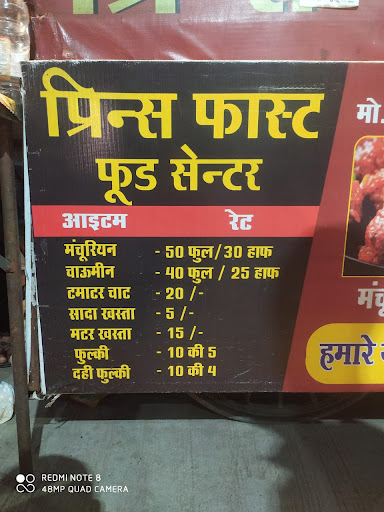 प्रिन्स फास्ट
फूड सेन्टर
आइटम रेट
मंचूरियन - 50 फुल/30 हाफ
चाऊमीन - 40 फुल / 25 हाफ
टमाटर चाट - 20 /-
सादा खस्ता - 5 /-
मटर खस्ता - 15 /-
फुल्की - 10 की 5
दही फुल्की - 10 की 4
मो.
मंचू
हमारे
REDMI NOTE 8
48MP QUAD CAMERA